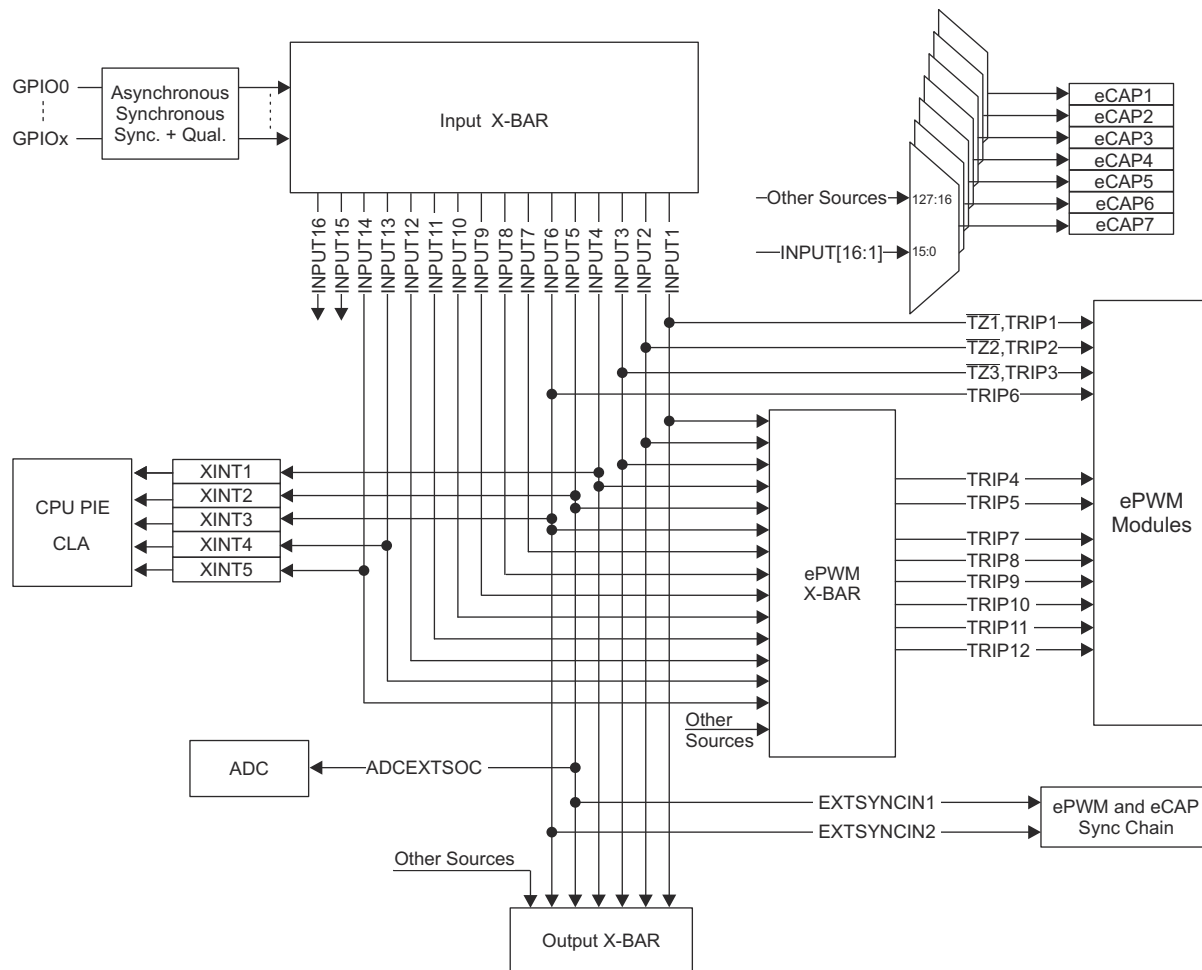 GPIO0
GPIOx
Asynchronous
Synchronous
Sync. + Qual.
Input X-BAR
INPUT16
INPUT15
INPUT14
INPUT13
INPUT12
INPUT11
INPUT10
INPUT9
INPUT8
INPUT7
INPUT6
INPUT5
INPUT4
INPUT3
INPUT2
INPUT1
Other Sources
INPUT[16:1]
127:16
15:0
eCAP1
eCAP2
eCAP3
eCAP4
eCAP5
eCAP6
eCAP7
TZ1,TRIP1
TZ2,TRIP2
TZ3,TRIP3
TRIP6
CPU PIE
CLA
XINT1
XINT2
XINT3
XINT4
XINT5
ePWM
X-BAR
TRIP4
TRIP5
TRIP7
TRIP8
TRIP9
TRIP10
TRIP11
TRIP12
ePWM
Modules
Other
Sources
ADC
ADCEXTSOC
EXTSYNCIN1
EXTSYNCIN2
ePWM and eCAP
Sync Chain
Other Sources
Output X-BAR